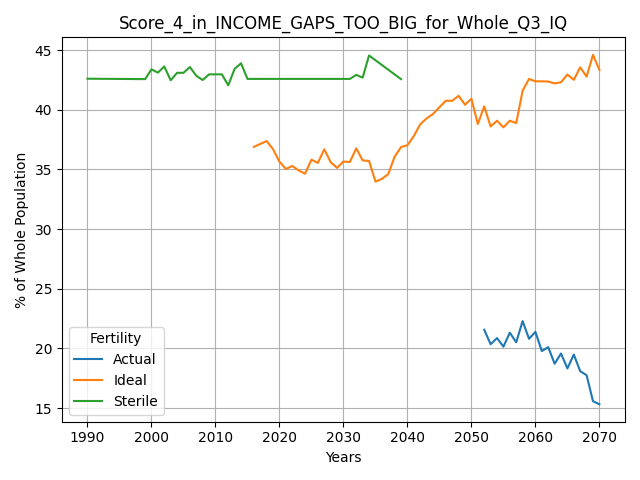 Score_4_in_INCOME_GAPS_TOO_BIG_for_Whole_Q3_IQ
% of Whole Population
45
40
35
30
25
20
15
Fertility
Actual
Ideal
Sterile
1990 2000 2010 2020 2030 2040 2050 2060 2070
Years